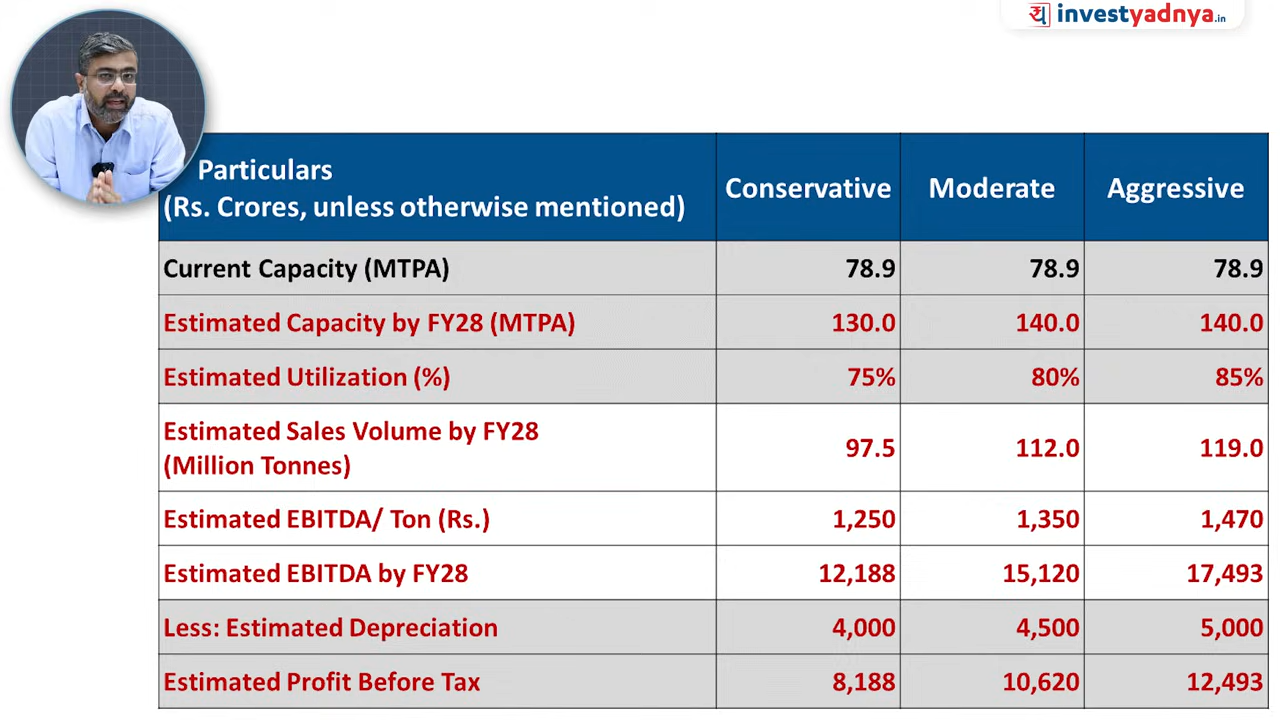 य investyadnya.in
Particulars
(Rs. Crores, unless otherwise mentioned) Conservative Moderate Aggressive
Current Capacity (MTPA) 78.9 78.9 78.9
Estimated Capacity by FY28 (MTPA) 130.0 140.0 140.0
Estimated Utilization (%) 75% 80% 85%
Estimated Sales Volume by FY28
(Million Tonnes) 97.5 112.0 119.0
Estimated EBITDA/ Ton (Rs.) 1,250 1,350 1,470
Estimated EBITDA by FY28 12,188 15,120 17,493
Less: Estimated Depreciation 4,000 4,500 5,000
Estimated Profit Before Tax 8,188 10,620 12,493